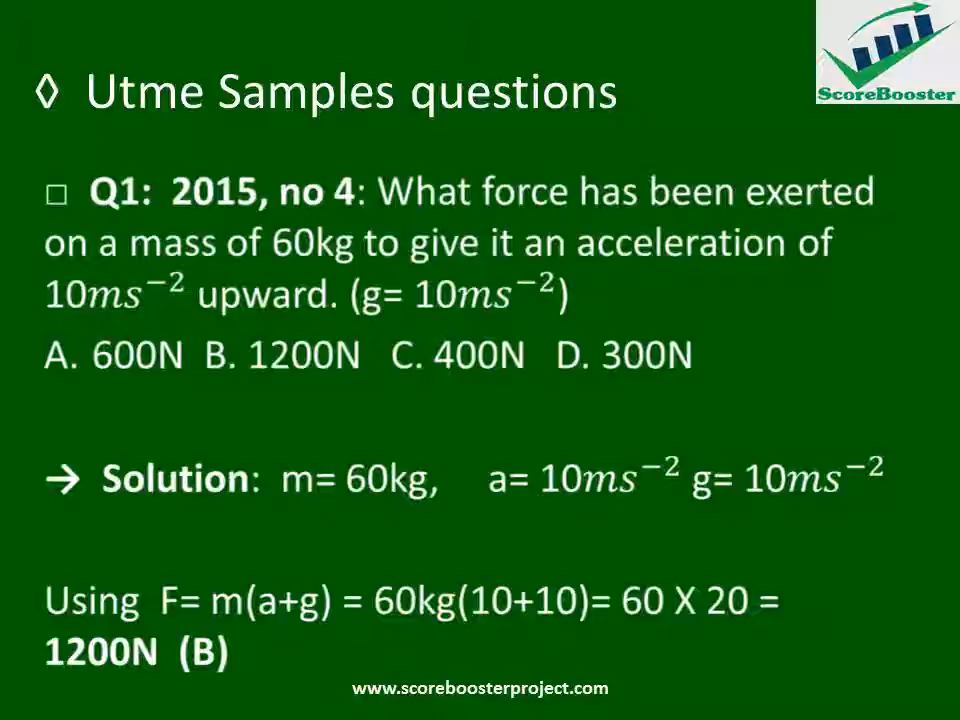 ScoreBooster
◊ Utme Samples questions
□ Q1: 2015, no 4: What force has been exerted
on a mass of 60kg to give it an acceleration of
10𝑚𝑠⁻² upward. (g= 10𝑚𝑠⁻²)
A. 600N B. 1200N C. 400N D. 300N
→ Solution: m= 60kg, a= 10𝑚𝑠⁻² g= 10𝑚𝑠⁻²
Using F= m(a+g) = 60kg(10+10)= 60 X 20 =
1200N (B)
www.scoreboosterproject.com